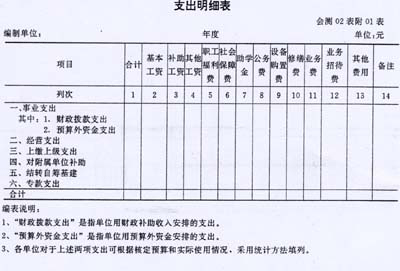 支出明细表
会测 02 表附 01 表
编制单位： 年度 单位:元
项目 合计 基本工资 补助工资 其他工资 职工福利费 社会保障费 助学金 公务费 设备购置费 修缮费 业务费 业务招待费 其他费用 备注
列次 1 2 3 4 5 6 7 8 9 10 11 12 13 14
一、事业支出
其中：1. 财政拨款支出
2. 预算外资金支出
二、经营支出
三、上缴上级支出
四、对附属单位补助
五、结转自筹基建
六、专款支出
合计
编表说明：
1、“财政拨款支出”是指单位用财政补助收入安排的支出。
2、“预算外资金支出”是指单位用预算外资金安排的支出。
3、各单位对于上述两项支出可根据核定预算和实际使用情况、采用统计方法填列。